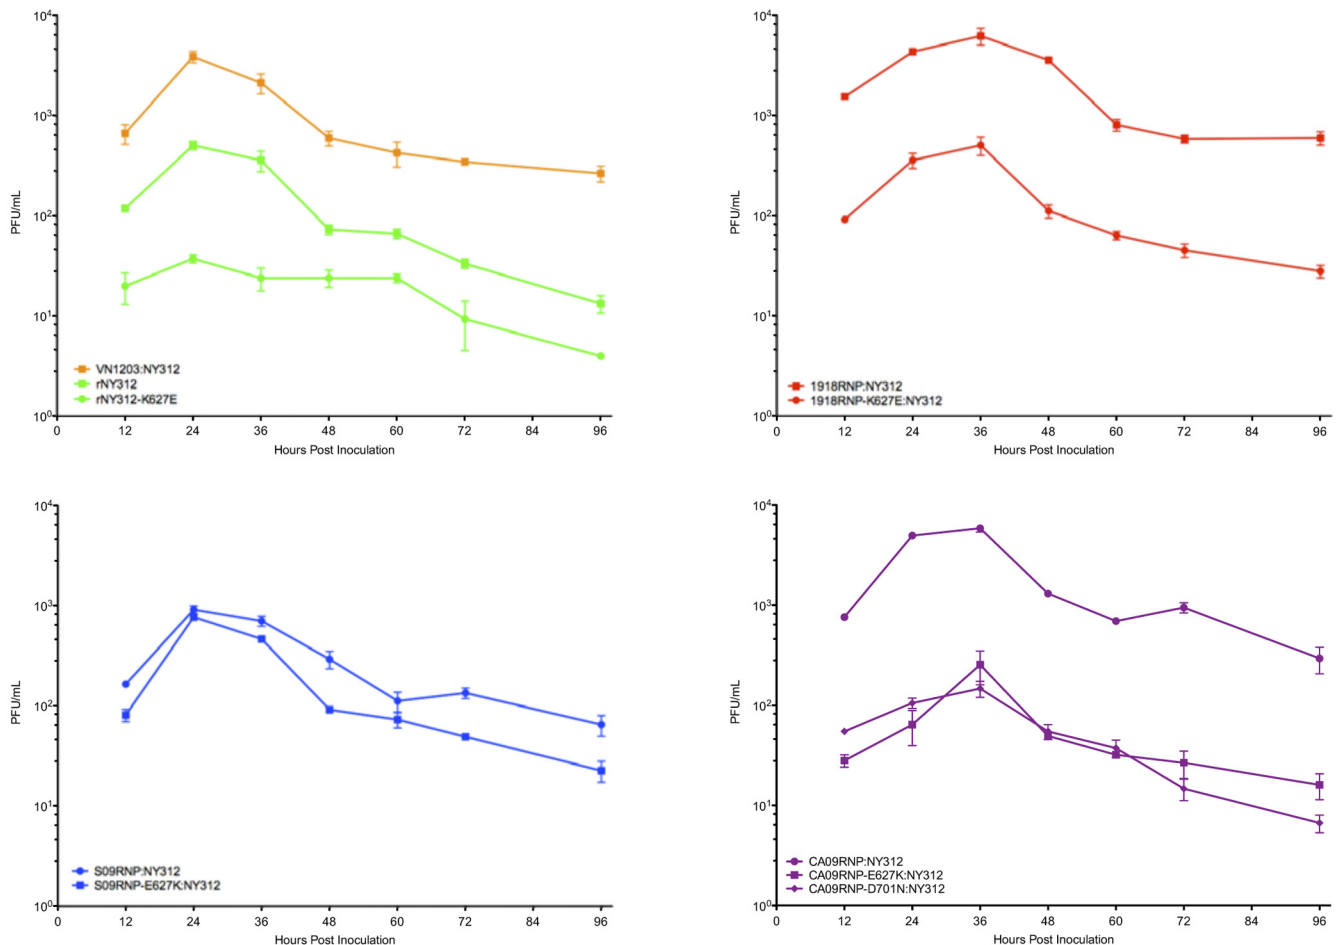 10⁴
10³
10²
10¹
10⁰
PFU/mL
VN1203:NY312
rNY312
rNY312-K627E
0 12 24 36 48 60 72 84 96
Hours Post Inoculation
10⁴
10³
10²
10¹
10⁰
PFU/mL
1918RNP:NY312
1918RNP-K627E:NY312
0 12 24 36 48 60 72 84 96
Hours Post Inoculation
10⁴
10³
10²
10¹
10⁰
PFU/mL
S09RNP:NY312
S09RNP-E627K:NY312
0 12 24 36 48 60 72 84 96
Hours Post Inoculation
10⁴
10³
10²
10¹
10⁰
PFU/mL
CA09RNP:NY312
CA09RNP-E627K:NY312
CA09RNP-D701N:NY312
0 12 24 36 48 60 72 84 96
Hours Post Inoculation